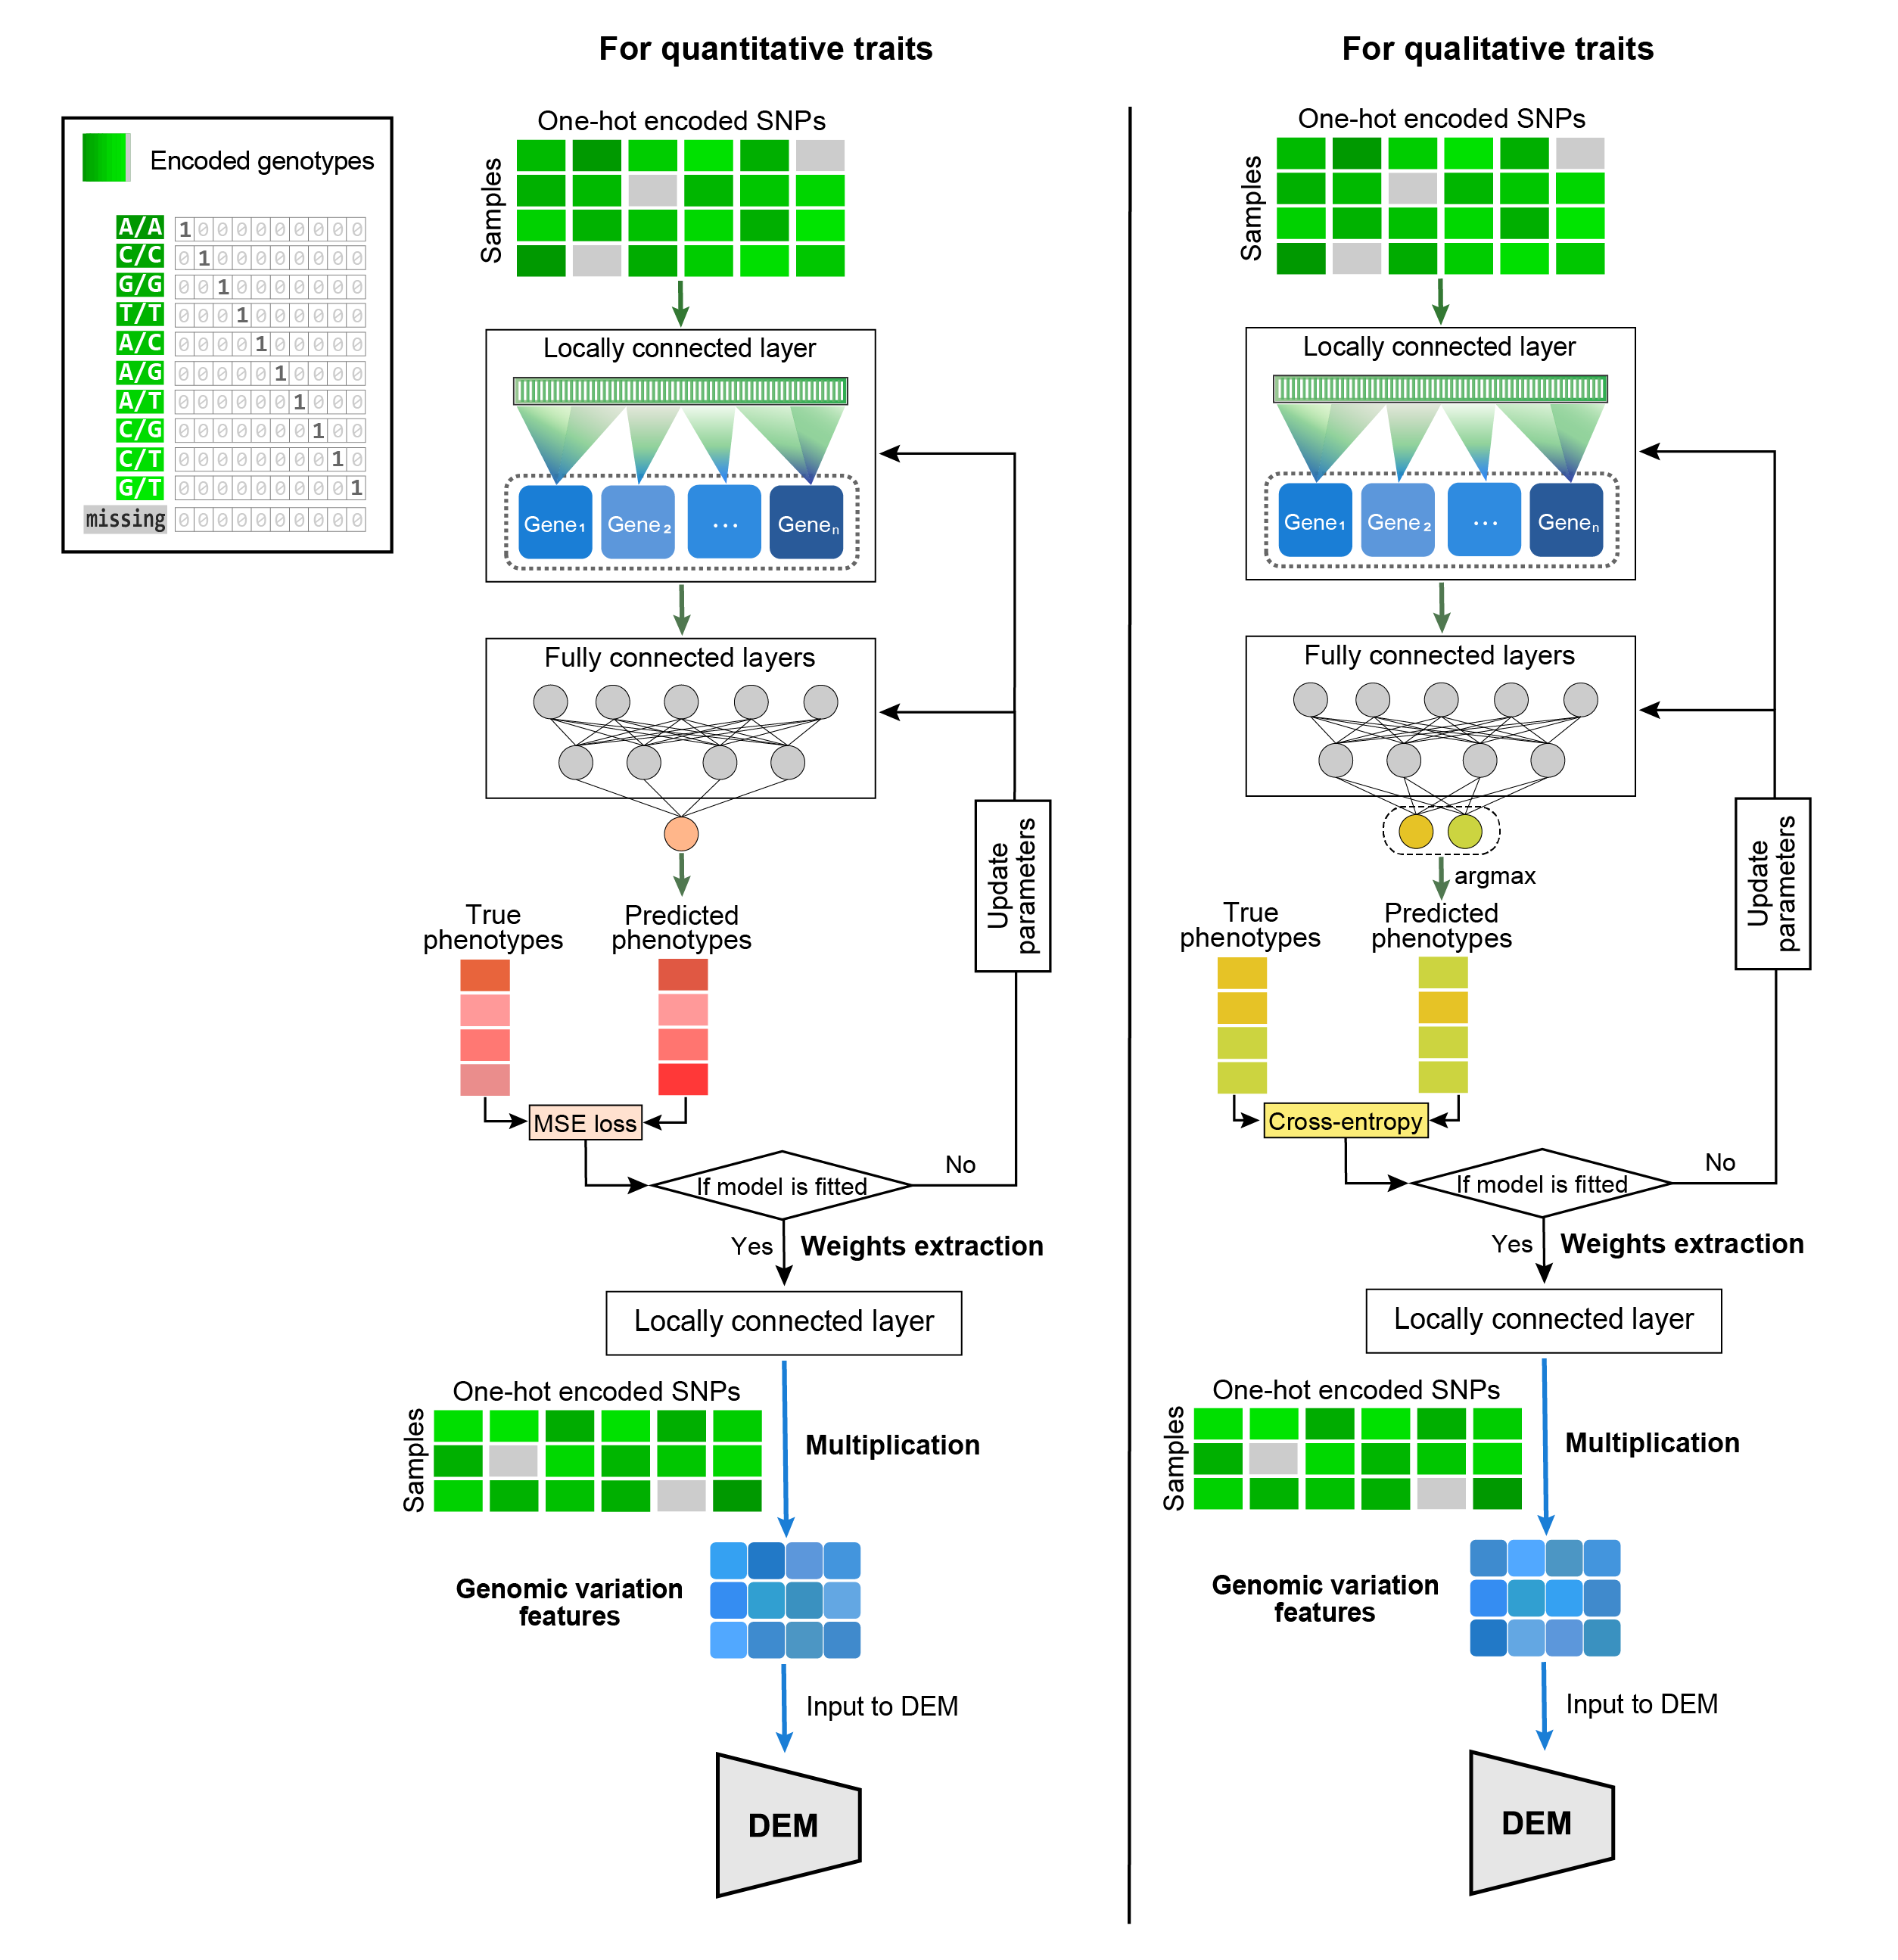 For quantitative traits
For qualitative traits
Encoded genotypes
A/A 1 0 0 0 0 0 0 0 0 0
C/C 0 1 0 0 0 0 0 0 0 0
G/G 0 0 1 0 0 0 0 0 0 0
T/T 0 0 0 1 0 0 0 0 0 0
A/C 0 0 0 0 1 0 0 0 0 0
A/G 0 0 0 0 0 1 0 0 0 0
A/T 0 0 0 0 0 0 1 0 0 0
C/G 0 0 0 0 0 0 0 1 0 0
C/T 0 0 0 0 0 0 0 0 1 0
G/T 0 0 0 0 0 0 0 0 0 1
missing 0 0 0 0 0 0 0 0 0 0
One-hot encoded SNPs
Samples
Locally connected layer
Gene₁ Gene₂ ... Geneₙ
Fully connected layers
Update
parameters
True
phenotypes
Predicted
phenotypes
MSE loss
If model is fitted
No
Yes
Weights extraction
Locally connected layer
One-hot encoded SNPs
Samples
Multiplication
Genomic variation
features
Input to DEM
DEM
One-hot encoded SNPs
Samples
Locally connected layer
Gene₁ Gene₂ ... Geneₙ
Fully connected layers
argmax
Update
parameters
True
phenotypes
Predicted
phenotypes
Cross-entropy
If model is fitted
No
Yes
Weights extraction
Locally connected layer
One-hot encoded SNPs
Samples
Multiplication
Genomic variation
features
Input to DEM
DEM